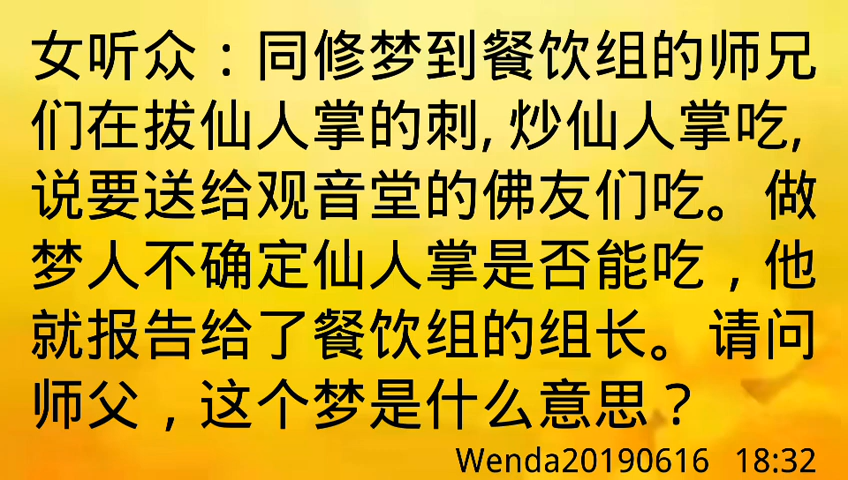 女听众：同修梦到餐饮组的师兄
们在拔仙人掌的刺, 炒仙人掌吃,
说要送给观音堂的佛友们吃。做
梦人不确定仙人掌是否能吃，他
就报告给了餐饮组的组长。请问
师父，这个梦是什么意思？
Wenda20190616 18:32